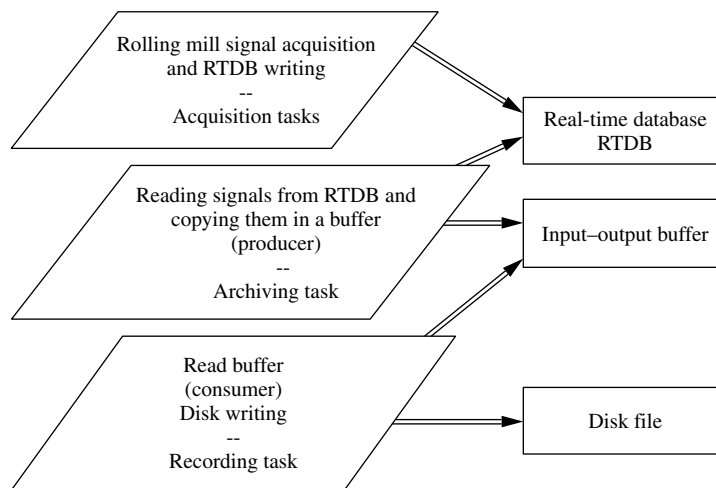 Rolling mill signal acquisition
and RTDB writing
--
Acquisition tasks
Real-time database
RTDB
Reading signals from RTDB and
copying them in a buffer
(producer)
--
Archiving task
Input–output buffer
Read buffer
(consumer)
Disk writing
--
Recording task
Disk file